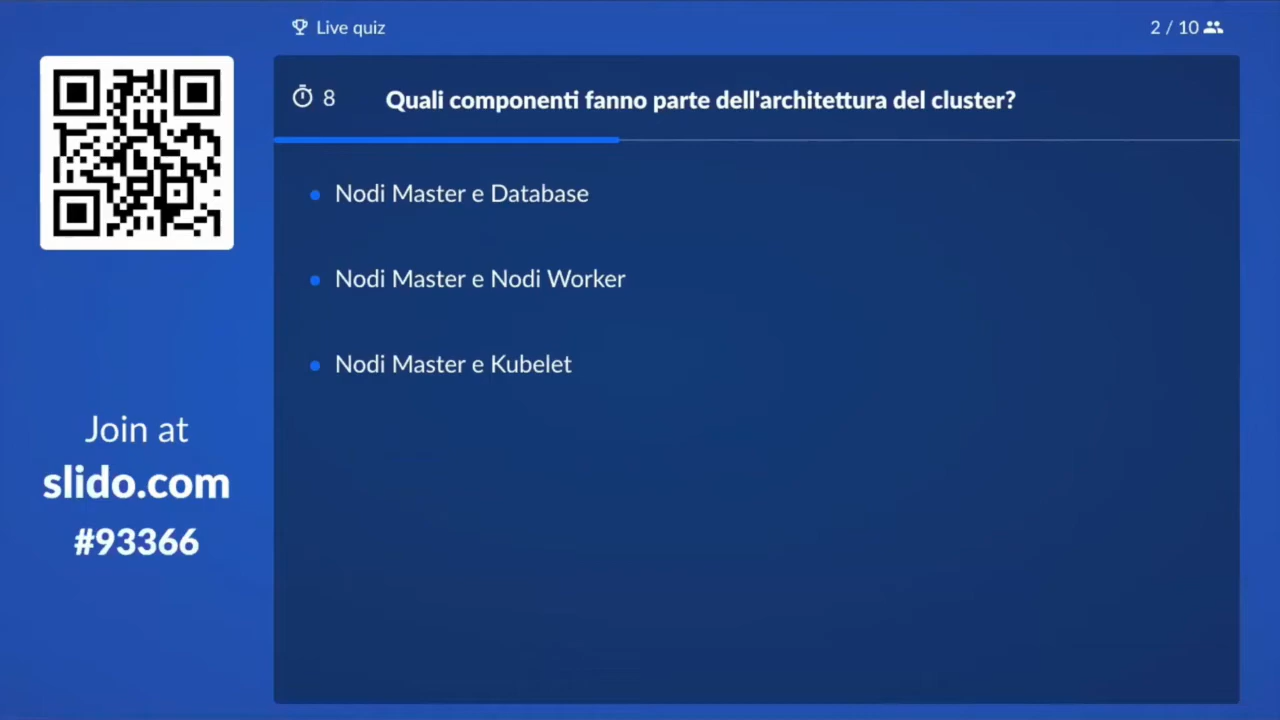 Live quiz
2 / 10
8
Quali componenti fanno parte dell'architettura del cluster?
Nodi Master e Database
Nodi Master e Nodi Worker
Nodi Master e Kubelet
Join at
slido.com
#93366